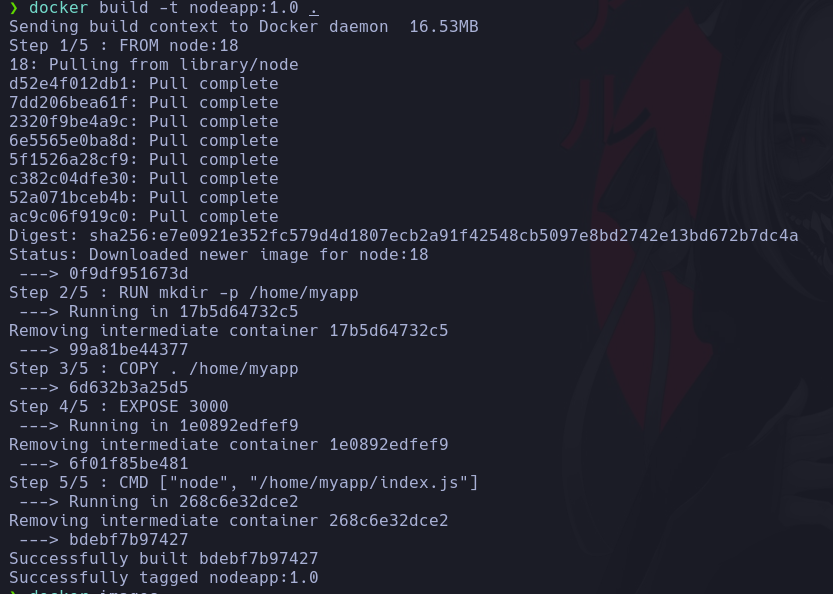 ❯ docker build -t nodeapp:1.0 .
Sending build context to Docker daemon  16.53MB
Step 1/5 : FROM node:18
18: Pulling from library/node
d52e4f012db1: Pull complete
7dd206bea61f: Pull complete
2320f9be4a9c: Pull complete
6e5565e0ba8d: Pull complete
5f1526a28cf9: Pull complete
c382c04dfe30: Pull complete
52a071bceb4b: Pull complete
ac9c06f919c0: Pull complete
Digest: sha256:e7e0921e352fc579d4d1807ecb2a91f42548cb5097e8bd2742e13bd672b7dc4a
Status: Downloaded newer image for node:18
 ---> 0f9df951673d
Step 2/5 : RUN mkdir -p /home/myapp
 ---> Running in 17b5d64732c5
Removing intermediate container 17b5d64732c5
 ---> 99a81be44377
Step 3/5 : COPY . /home/myapp
 ---> 6d632b3a25d5
Step 4/5 : EXPOSE 3000
 ---> Running in 1e0892edfef9
Removing intermediate container 1e0892edfef9
 ---> 6f01f85be481
Step 5/5 : CMD ["node", "/home/myapp/index.js"]
 ---> Running in 268c6e32dce2
Removing intermediate container 268c6e32dce2
 ---> bdebf7b97427
Successfully built bdebf7b97427
Successfully tagged nodeapp:1.0
❯ docker images